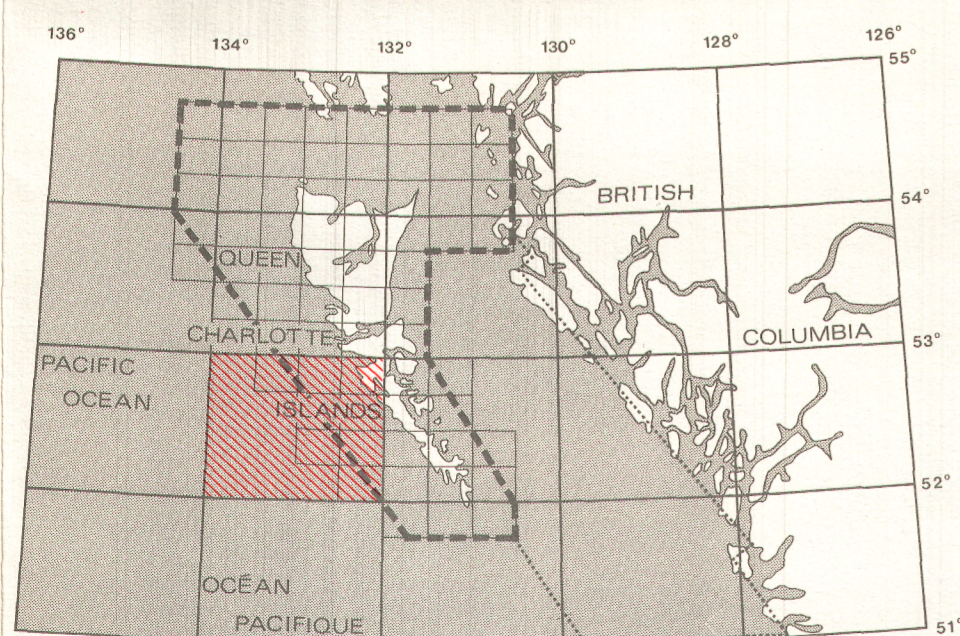 136° 134° 132° 130° 128° 126°
55°
BRITISH
54°
QUEEN
CHARLOTTE
COLUMBIA
53°
PACIFIC
OCEAN
ISLANDS
52°
OCÉAN
PACIFIQUE
51°